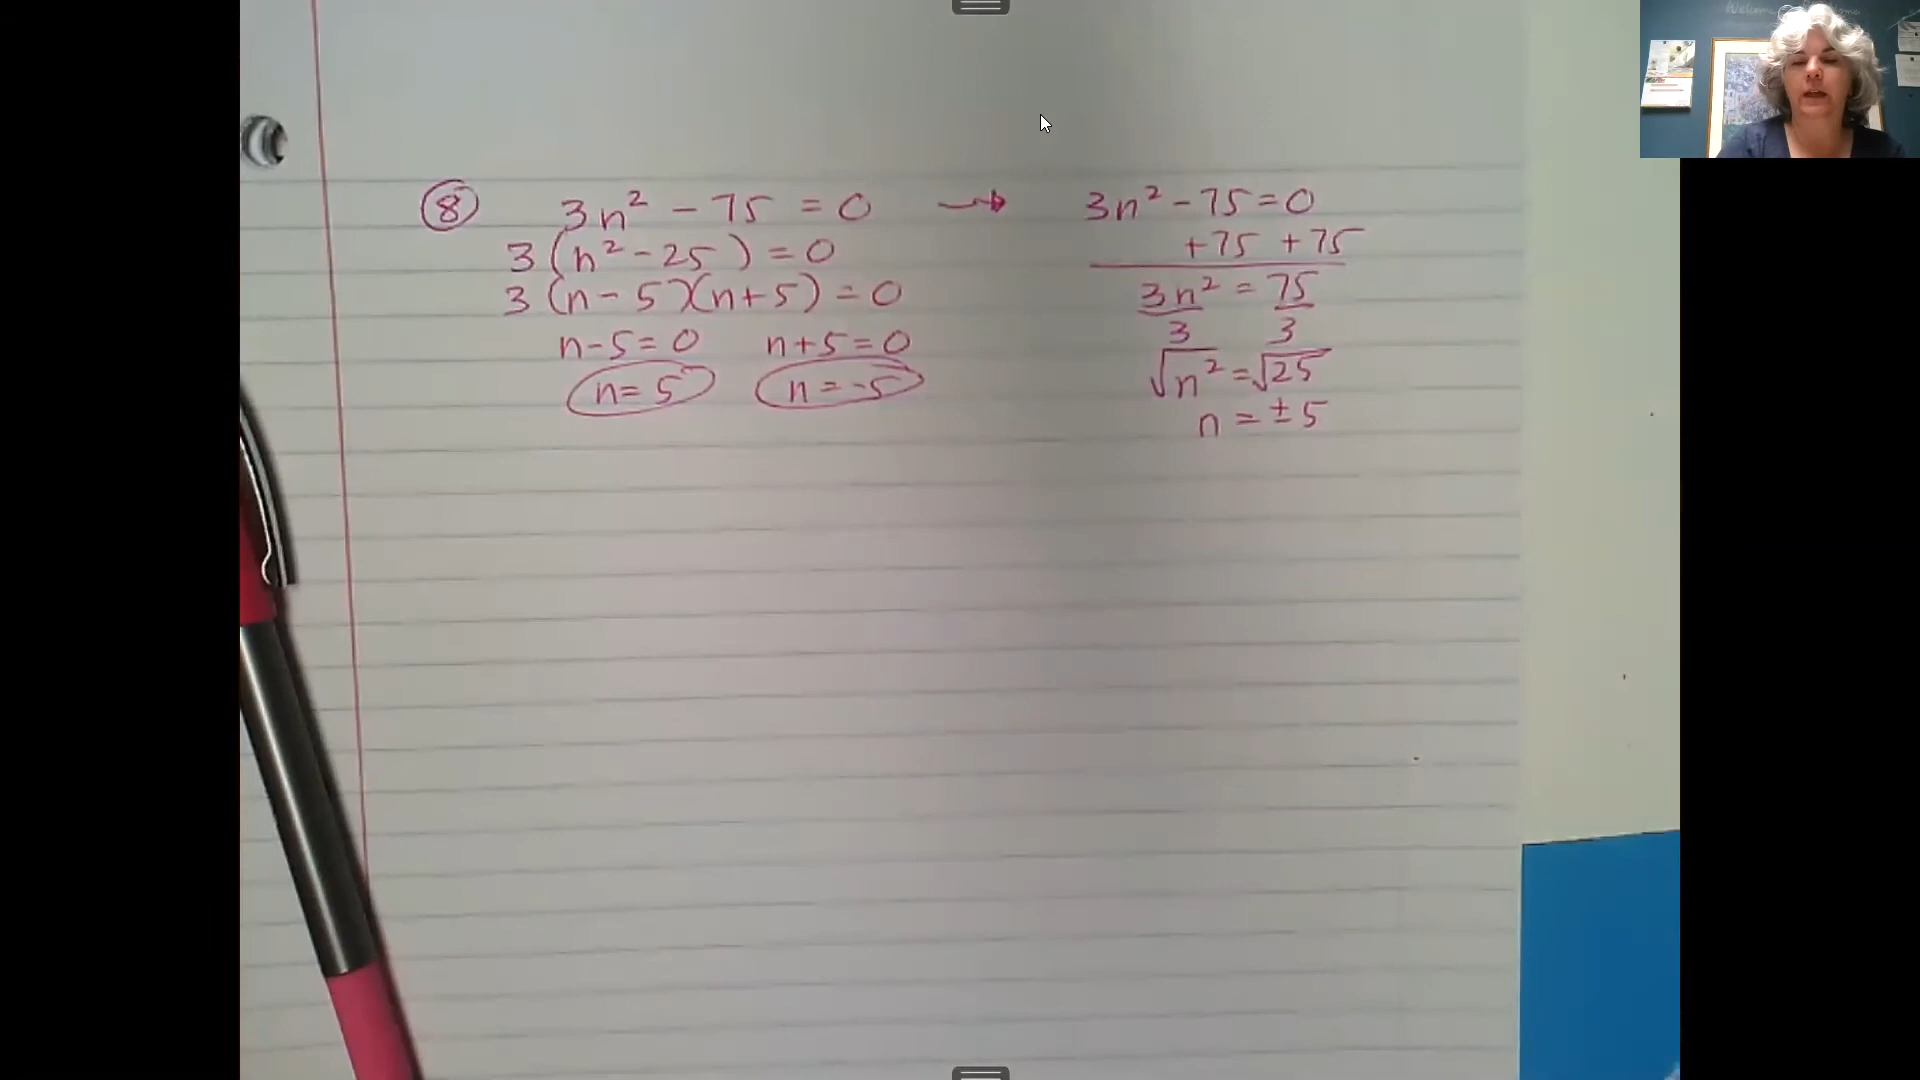 ⑧ 3n² - 75 = 0 → 3n² - 75 = 0
3(n² - 25) = 0 +75 +75
3(n - 5)(n + 5) = 0 3n² = 75
3 3
n - 5 = 0 n + 5 = 0 √n² = √25
n = 5 n = -5 n = ± 5
Welcome